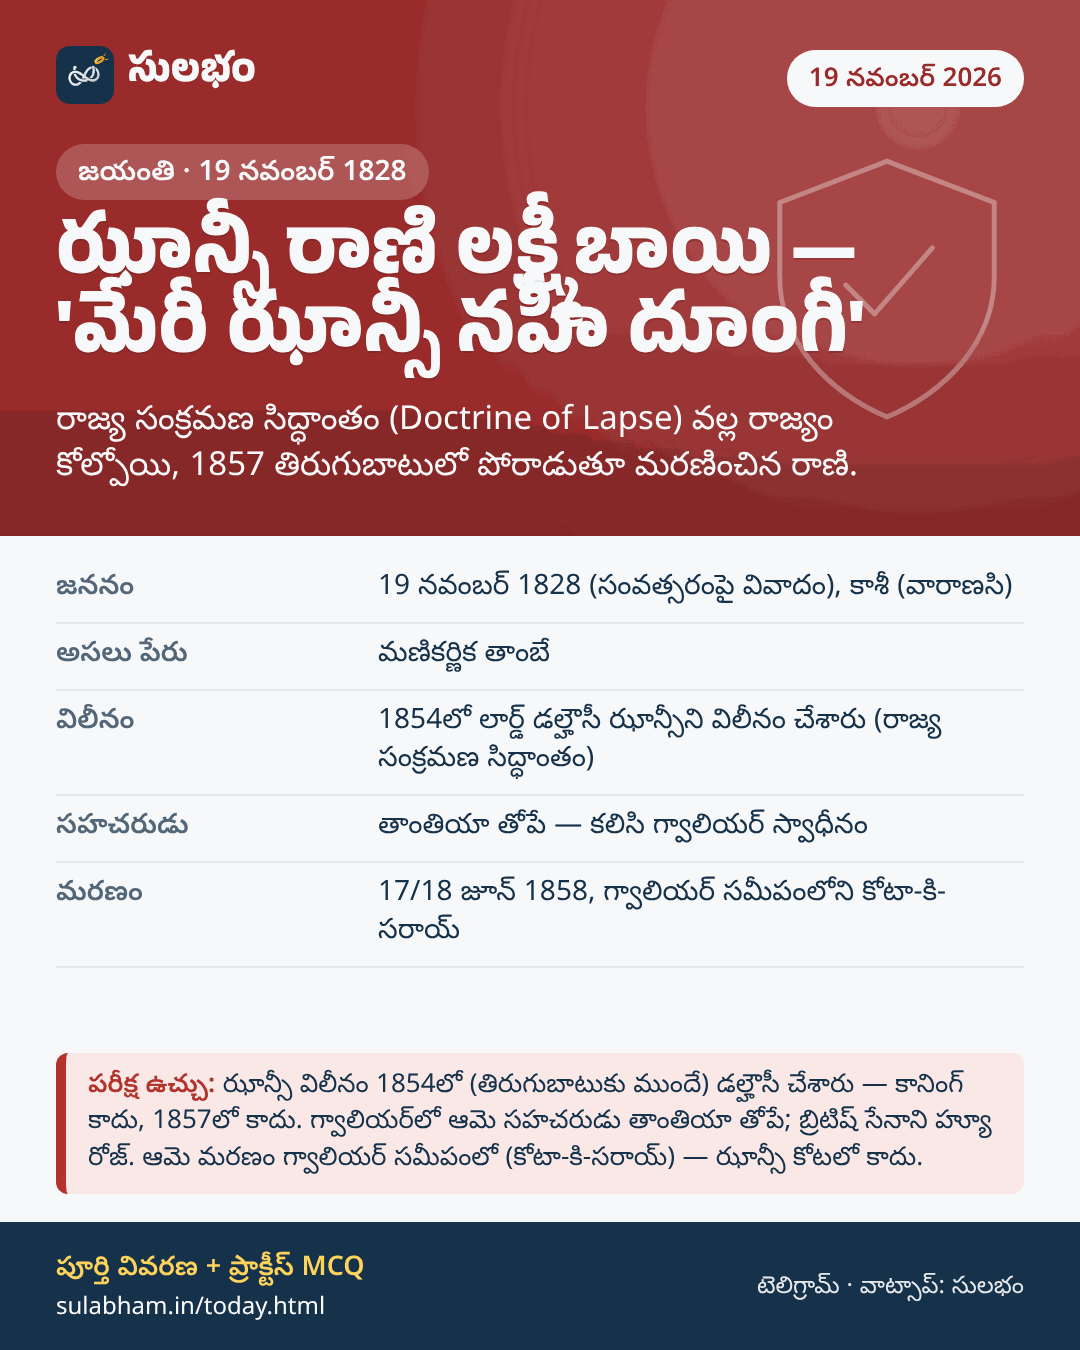 సులభం
19 నవంబర్ 2026
జయంతి · 19 నవంబర్ 1828
ఝాన్సీ రాణి లక్ష్మీబాయి —
'మేరీ ఝాన్సీ నహీ దూంగీ'
రాజ్య సంక్రమణ సిద్ధాంతం (Doctrine of Lapse) వల్ల రాజ్యం
కోల్పోయి, 1857 తిరుగుబాటులో పోరాడుతూ మరణించిన రాణి.
జననం
19 నవంబర్ 1828 (సంవత్సరంపై వివాదం), కాశీ (వారాణసి)
అసలు పేరు
మణికర్ణిక తాంబే
విలీనం
1854లో లార్డ్ డల్హౌసీ ఝాన్సీని విలీనం చేశారు (రాజ్య
సంక్రమణ సిద్ధాంతం)
సహచరుడు
తాంతియా తోపే — కలిసి గ్వాలియర్ స్వాధీనం
మరణం
17/18 జూన్ 1858, గ్వాలియర్ సమీపంలోని కోటా-కి-
సరాయ్
పరీక్ష ఉచ్చు: ఝాన్సీ విలీనం 1854లో (తిరుగుబాటుకు ముందే) డల్హౌసీ చేశారు — కానింగ్
కాదు, 1857లో కాదు. గ్వాలియర్‌లో ఆమె సహచరుడు తాంతియా తోపే; బ్రిటిష్ సేనాని హ్యూ
రోజ్. ఆమె మరణం గ్వాలియర్ సమీపంలో (కోటా-కి-సరాయ్) — ఝాన్సీ కోటలో కాదు.
పూర్తి వివరణ + ప్రాక్టీస్ MCQ
sulabham.in/today.html
టెలిగ్రామ్ · వాట్సాప్: సులభం